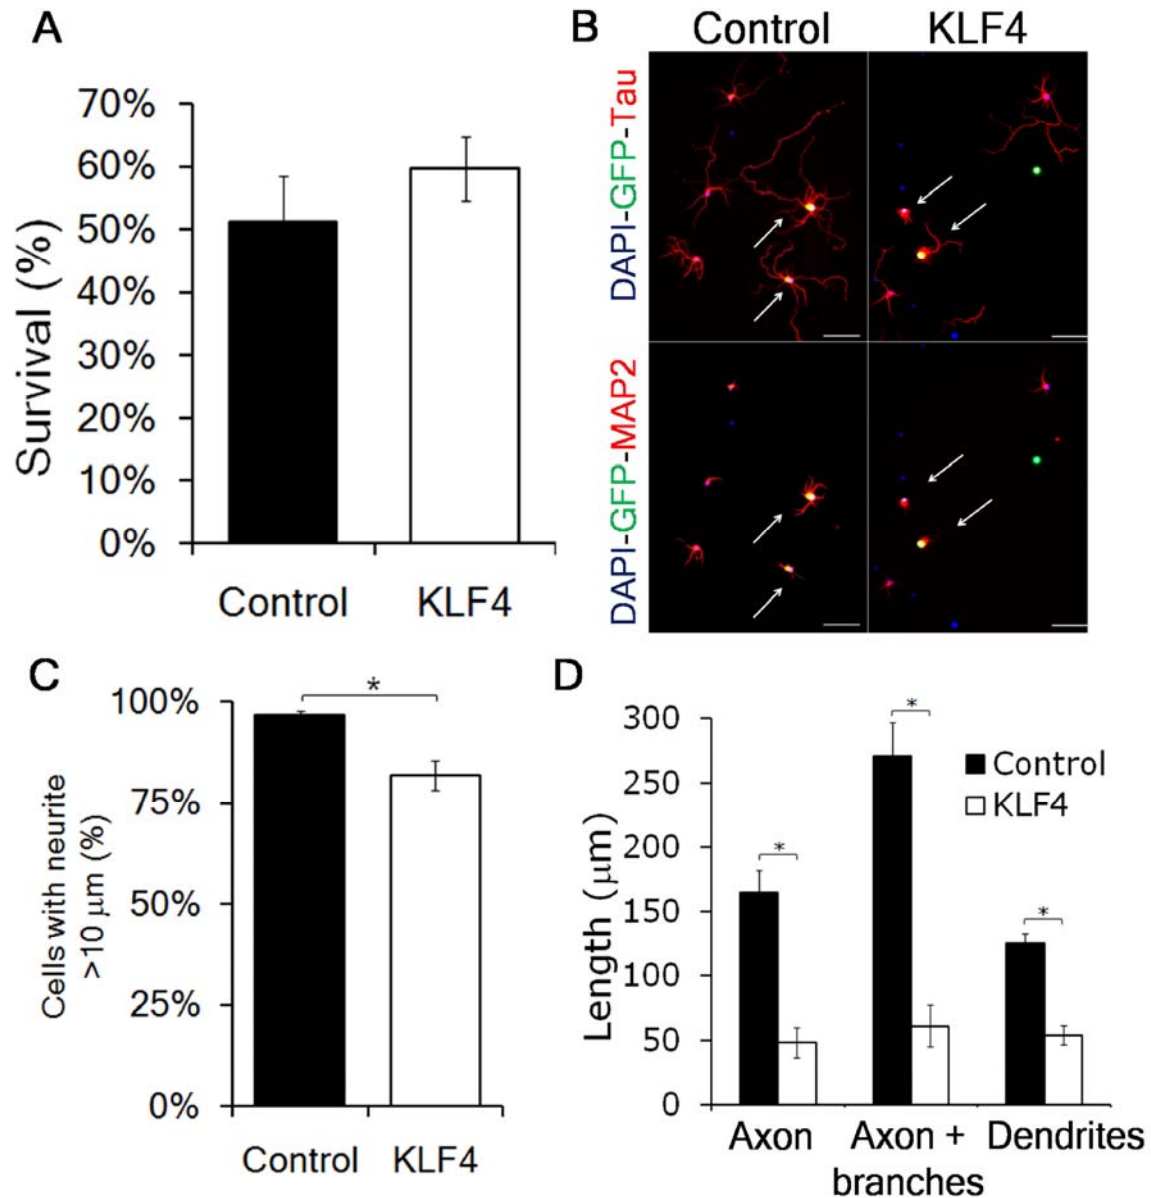 A
70%
60%
50%
40%
30%
20%
10%
0%
Survival (%)
Control
KLF4
B
Control
KLF4
DAPI-GFP-Tau
DAPI-GFP-MAP2
C
100%
75%
50%
25%
0%
Cells with neurite
>10 μm (%)
*
Control
KLF4
D
300
250
200
150
100
50
0
Length (μm)
*
*
*
Control
KLF4
Axon
Axon +
branches
Dendrites